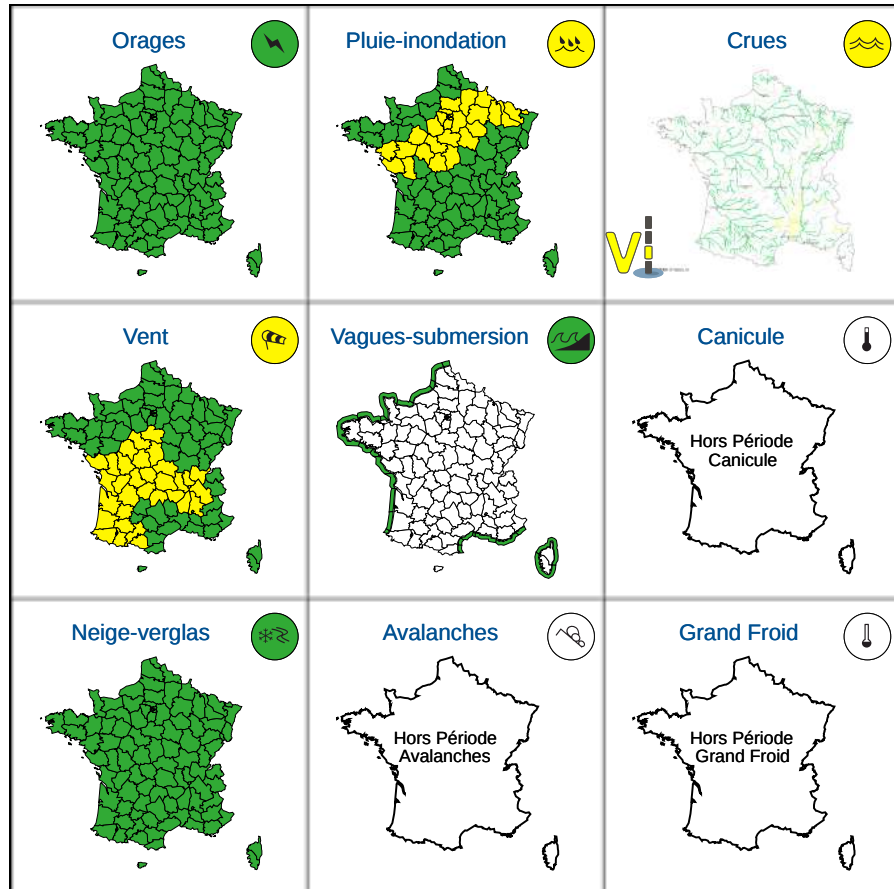 Orages
Pluie-inondation
Crues
Vi
Vent
Vagues-submersion
Canicule
Hors Période
Canicule
Neige-verglas
Avalanches
Hors Période
Avalanches
Grand Froid
Hors Période
Grand Froid